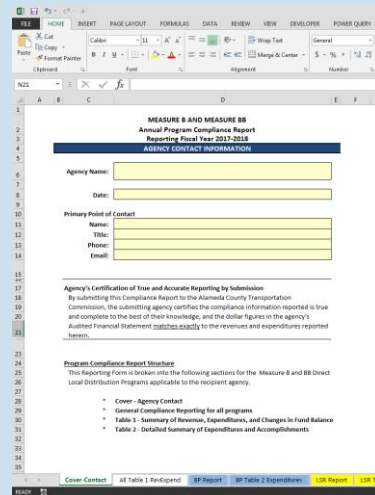 FILE HOME INSERT PAGE LAYOUT FORMULAS DATA REVIEW VIEW DEVELOPER POWER QUERY
Cut
Copy
Format Painter
Paste
Calibri 11
B I U
Wrap Text
Merge & Center
General
$ % ,
Clipboard Font Alignment Number
N21 fx
A B C D E F
MEASURE B AND MEASURE BB
Annual Program Compliance Report
Reporting Fiscal Year 2017-2018
AGENCY CONTACT INFORMATION
Agency Name:
Date:
Primary Point of Contact
Name:
Title:
Phone:
Email:
Agency's Certification of True and Accurate Reporting by Submission
By submitting this Compliance Report to the Alameda County Transportation
Commission, the submitting agency certifies the compliance information reported is true
and complete to the best of their knowledge, and the dollar figures in the agency's
Audited Financial Statement matches exactly to the revenues and expenditures reported
herein.
Program Compliance Report Structure
This Reporting Form is broken into the following sections for the Measure B and BB Direct
Local Distribution Programs applicable to the recipient agency.
* Cover - Agency Contact
* General Compliance Reporting for all programs
* Table 1 - Summary of Revenue, Expenditures, and Changes in Fund Balance
* Table 2 - Detailed Summary of Expenditures and Accomplishments
Cover-Contact All Table 1 RevExpend BP Report BP Table 2 Expenditures LSR Report LSR T
READY